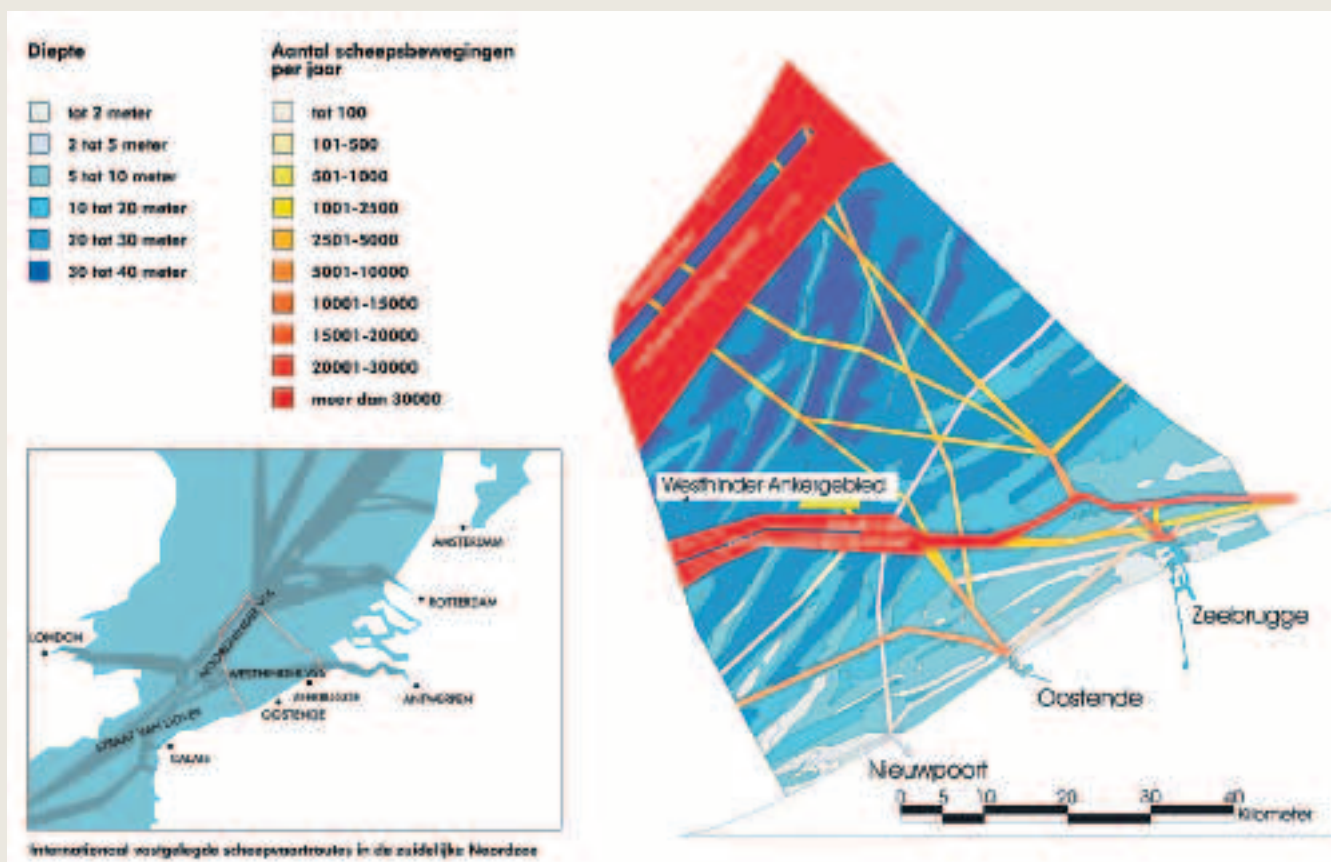 Diepte
tot 2 meter
2 tot 5 meter
5 tot 10 meter
10 tot 20 meter
20 tot 30 meter
30 tot 40 meter
Aantal scheepsbewegingen
per jaar
tot 100
101-500
501-1000
1001-2500
2501-5000
5001-10000
10001-15000
15001-20000
20001-30000
meer dan 30000
Westhinder Ankergebied
Zeebrugge
Oostende
Nieuwpoort
0 5 10 20 30 40
Kilometer
AMSTERDAM
ROTTERDAM
LONDON
ANTWERPEN
OOSTENDE
STRAAT VAN
Internationaal vastgelegde scheepvaartroutes in de zuidelijke Noordzee